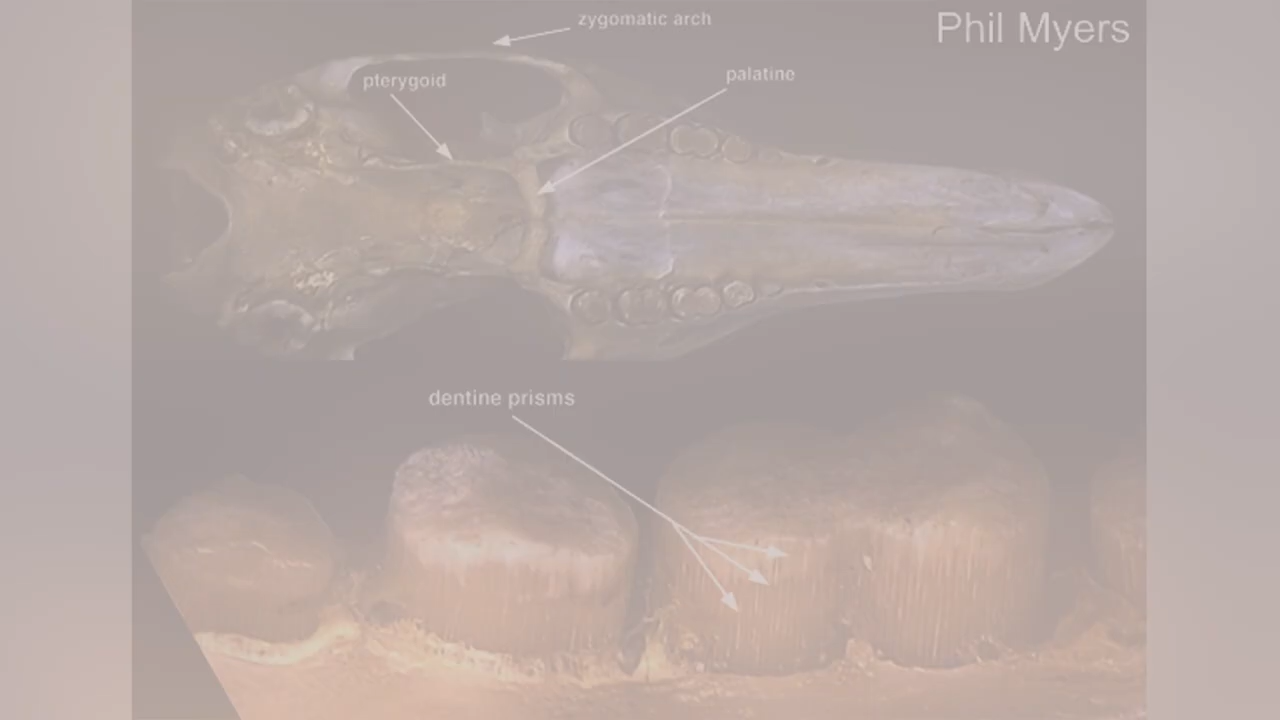 zygomatic arch
Phil Myers
pterygoid
palatine
dentine prisms